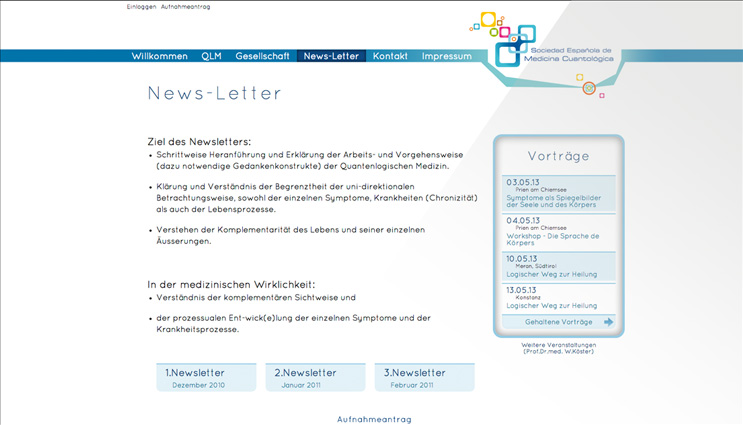 Einloggen Aufnahmeantrag
Willkommen QLM Gesellschaft News-Letter Kontakt Impressum
Sociedad Española de
Medicina Cuentológica
News-Letter
Ziel des Newsletters:
• Schrittweise Heranführung und Erklärung der Arbeits- und Vorgehensweise
(dazu notwendige Gedankenkonstrukte) der Quantenlogischen Medizin.
• Klärung und Verständnis der Begrenztheit der uni-direktionalen
Betrachtungsweise, sowohl der einzelnen Symptome, Krankheiten (Chronizität)
als auch der Lebensprozesse.
• Verstehen der Komplementarität des Lebens und seiner einzelnen
Äusserungen.
In der medizinischen Wirklichkeit:
• Verständnis der komplementären Sichtweise und
• der prozessualen Ent-wick(e)lung der einzelnen Symptome und der
Krankheitsprozesse.
1.Newsletter
Dezember 2010
2.Newsletter
Januar 2011
3.Newsletter
Februar 2011
Aufnahmeantrag
Vorträge
03.05.13
Prien am Chiemsee
Symptome als Spiegelbilder
der Seele und des Körpers
04.05.13
Prien am Chiemsee
Workshop - Die Sprache de
Körpers
10.05.13
Meran, Südtirol
Logischer Weg zur Heilung
13.05.13
Konstanz
Logischer Weg zur Heilung
Gehaltene Vorträge
Weitere Veranstaltungen
(Prof.Dr.med. W.Köster)